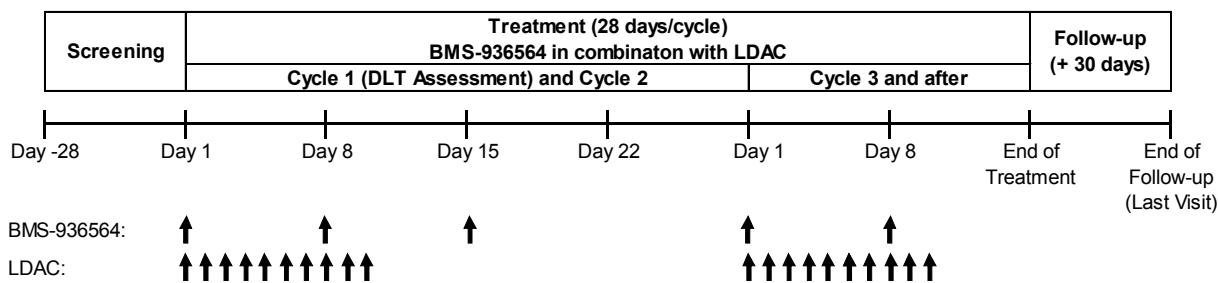 Screening
Treatment (28 days/cycle)
BMS-936564 in combinaton with LDAC
Follow-up
(+ 30 days)
Cycle 1 (DLT Assessment) and Cycle 2
Cycle 3 and after
Day -28
Day 1
Day 8
Day 15
Day 22
Day 1
Day 8
End of
Treatment
End of
Follow-up
(Last Visit)
BMS-936564:
LDAC: